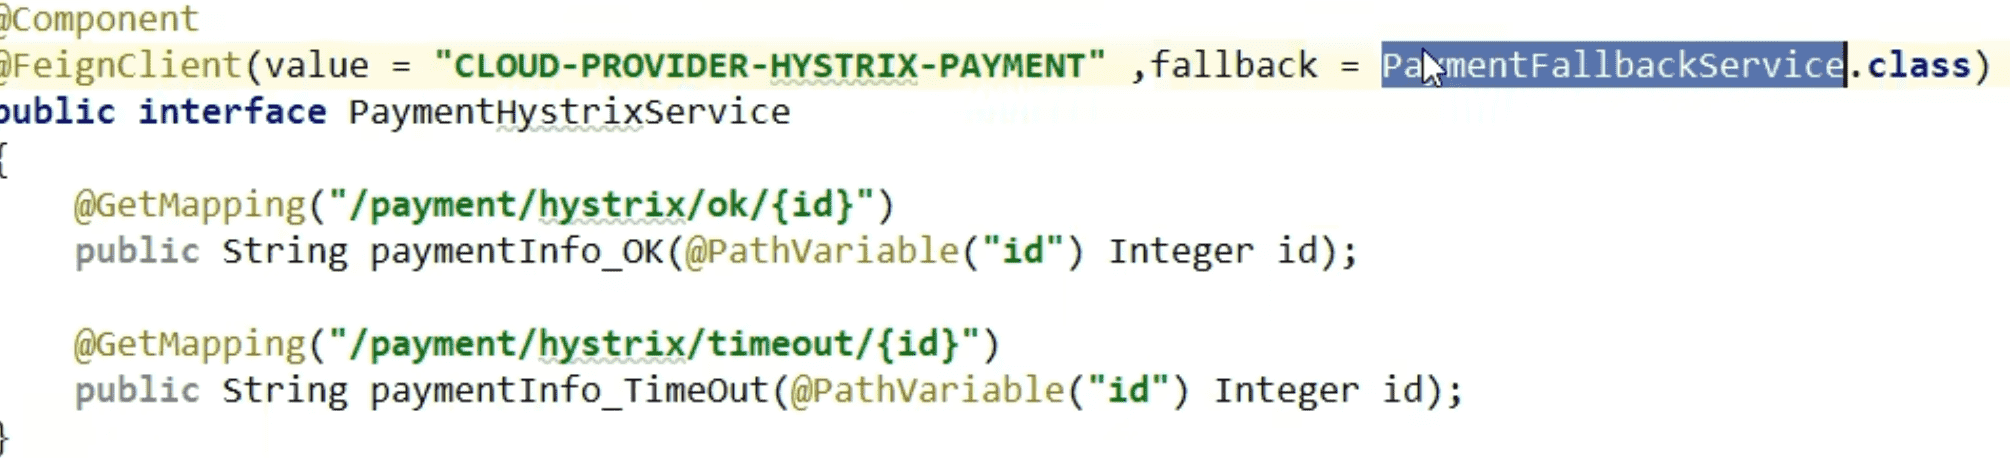 @Component
@FeignClient(value = "CLOUD-PROVIDER-HYSTRIX-PAYMENT" ,fallback = PaymentFallbackService.class)
public interface PaymentHystrixService
{
    @GetMapping("/payment/hystrix/ok/{id}")
    public String paymentInfo_OK(@PathVariable("id") Integer id);

    @GetMapping("/payment/hystrix/timeout/{id}")
    public String paymentInfo_TimeOut(@PathVariable("id") Integer id);
}